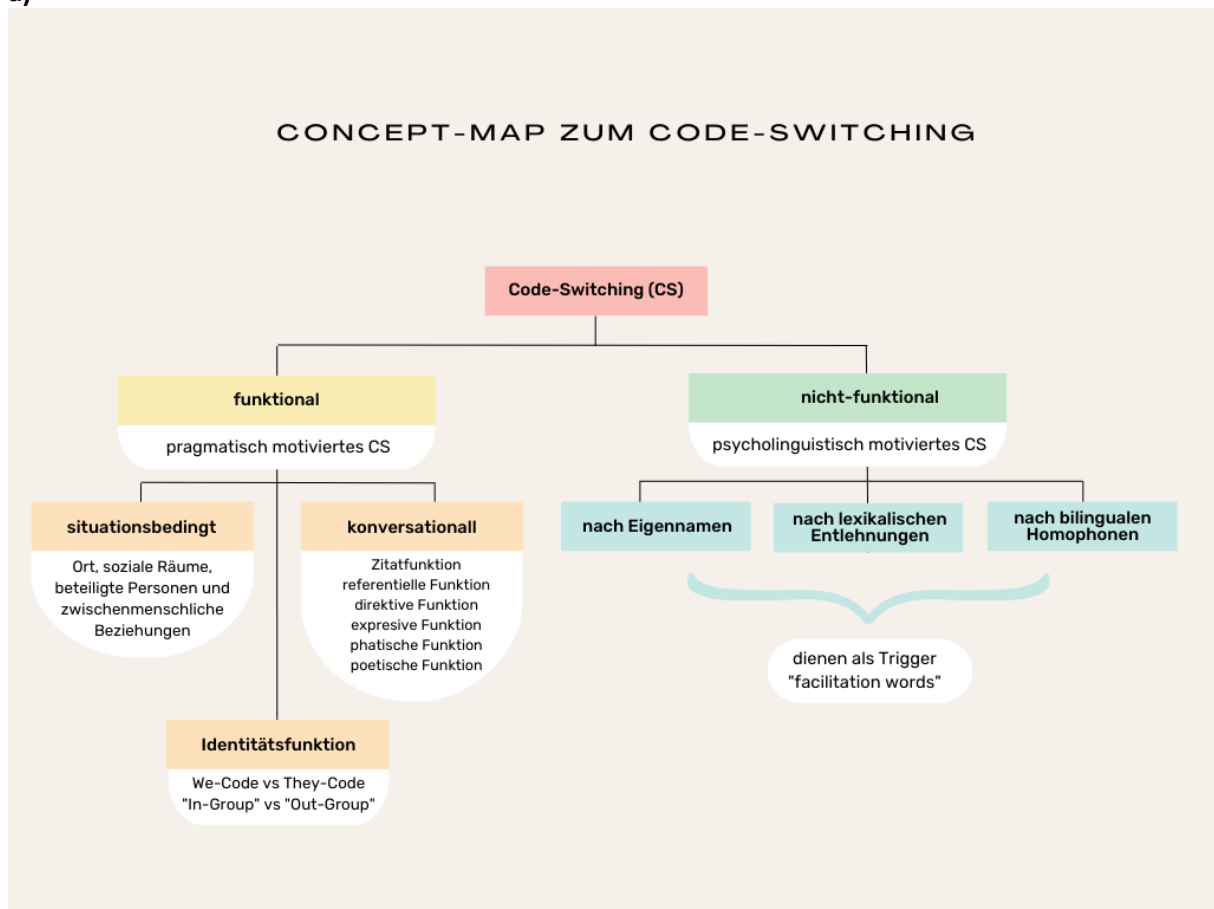 CONCEPT-MAP ZUM CODE-SWITCHING
Code-Switching (CS)
funktional
pragmatisch motiviertes CS
situationsbedingt
Ort, soziale Räume,
beteiligte Personen und
zwischenmenschliche
Beziehungen
konversationall
Zitatfunktion
referentielle Funktion
direktive Funktion
expresive Funktion
phatische Funktion
poetische Funktion
Identitätsfunktion
We-Code vs They-Code
"In-Group" vs "Out-Group"
nicht-funktional
psycholinguistisch motiviertes CS
nach Eigennamen
nach lexikalischen
Entlehnungen
nach bilingualen
Homophonen
dienen als Trigger
"facilitation words"